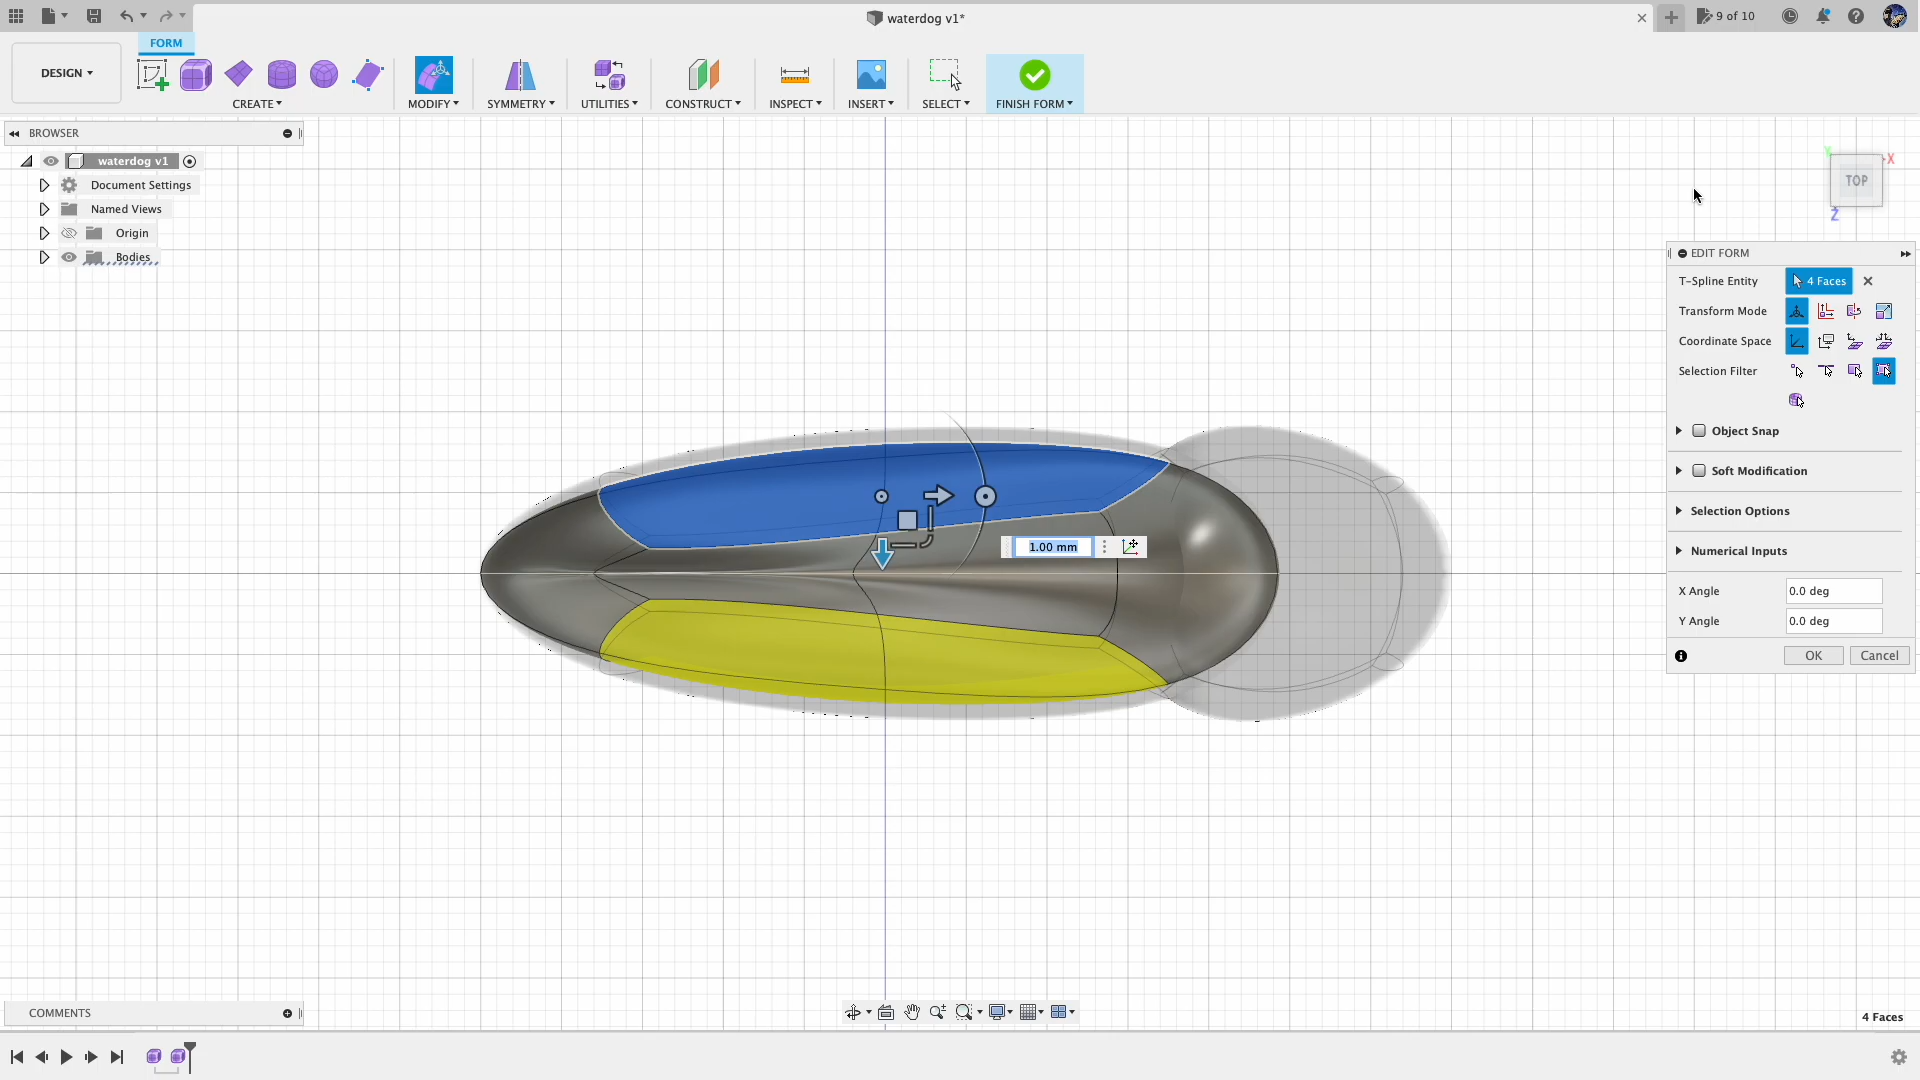 waterdog v1*
9 of 10
FORM
DESIGN
CREATE
MODIFY
SYMMETRY
UTILITIES
CONSTRUCT
INSPECT
INSERT
SELECT
FINISH FORM
BROWSER
waterdog v1
Document Settings
Named Views
Origin
Bodies
Y
X
TOP
Z
EDIT FORM
T-Spline Entity
4 Faces
Transform Mode
Coordinate Space
Selection Filter
Object Snap
Soft Modification
Selection Options
Numerical Inputs
X Angle
0.0 deg
Y Angle
0.0 deg
OK
Cancel
1.00 mm
COMMENTS
4 Faces